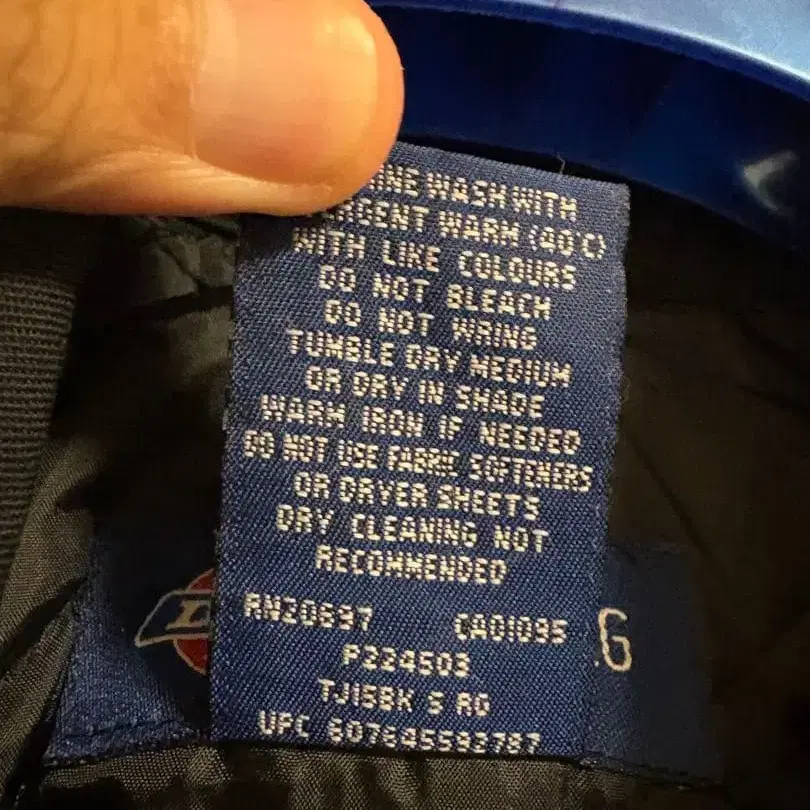 WASH WITH
WARM (40°C)
WITH LIKE COLOURS
DO NOT BLEACH
DO NOT WRING
TUMBLE DRY MEDIUM
OR DRY IN SHADE
WARM IRON IF NEEDED
DO NOT USE FABRIC SOFTENERS
OR DRYER SHEETS
DRY CLEANING NOT
RECOMMENDED
RN20697 CA01095
P224603
TJ15BK S RG
UPC 607645593787